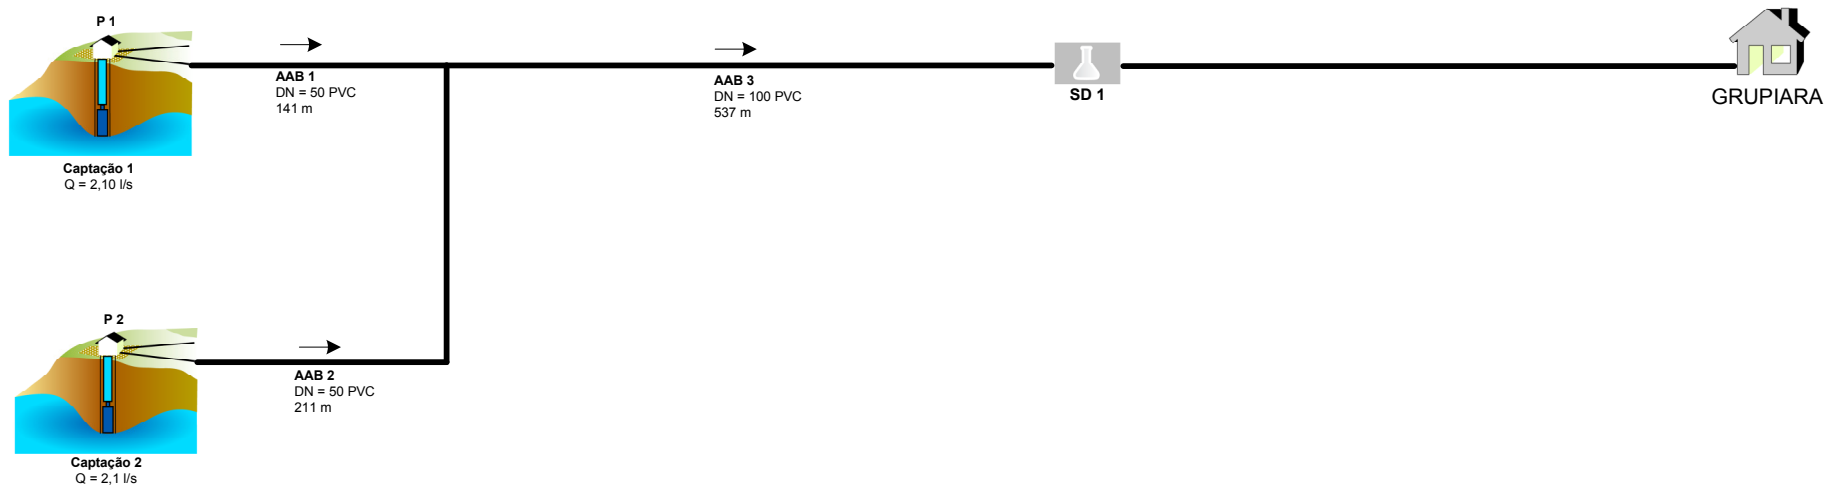 P 1
AAB 1
DN = 50 PVC
141 m
AAB 3
DN = 100 PVC
537 m
SD 1
GRUPIARA
Captação 1
Q = 2,10 l/s
P 2
AAB 2
DN = 50 PVC
211 m
Captação 2
Q = 2,1 l/s